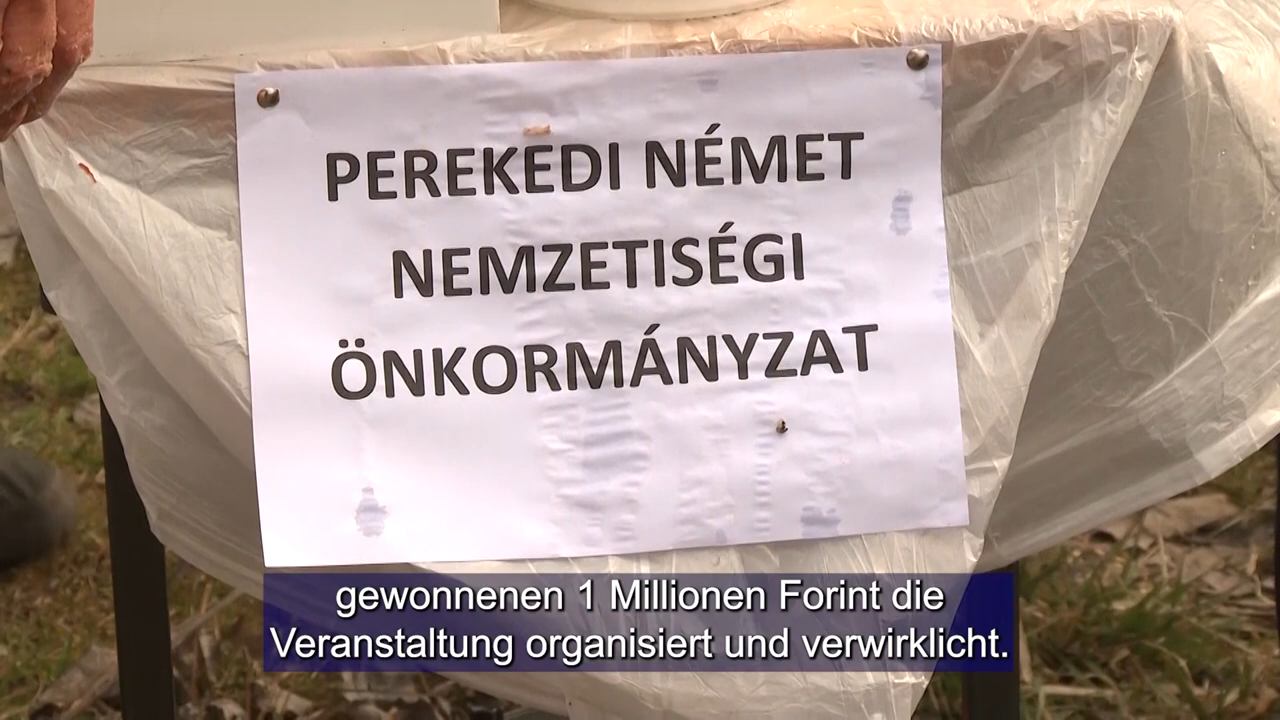 PEREKEDI NÉMET
NEMZETISÉGI
ÖNKORMÁNYZAT
gewonnenen 1 Millionen Forint die
Veranstaltung organisiert und verwirklicht.